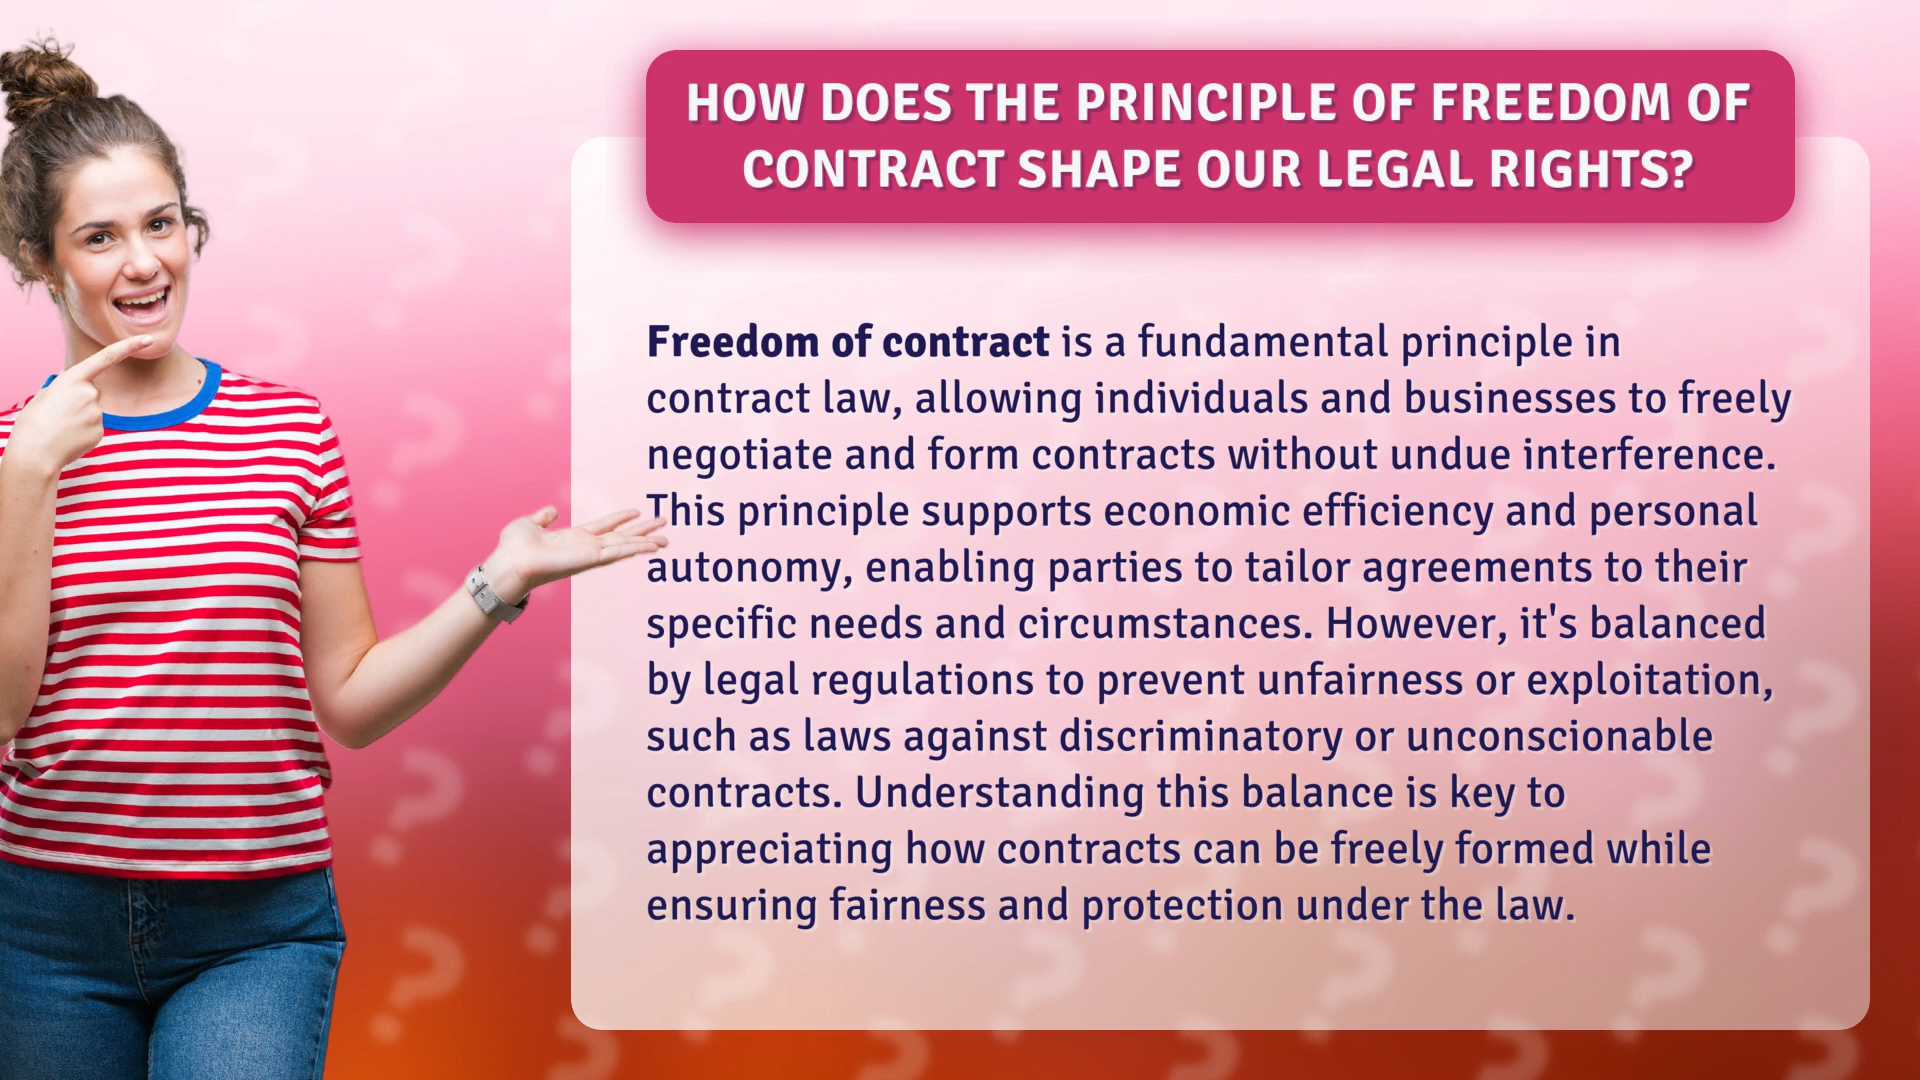 HOW DOES THE PRINCIPLE OF FREEDOM OF
CONTRACT SHAPE OUR LEGAL RIGHTS?
Freedom of contract is a fundamental principle in
contract law, allowing individuals and businesses to freely
negotiate and form contracts without undue interference.
This principle supports economic efficiency and personal
autonomy, enabling parties to tailor agreements to their
specific needs and circumstances. However, it's balanced
by legal regulations to prevent unfairness or exploitation,
such as laws against discriminatory or unconscionable
contracts. Understanding this balance is key to
appreciating how contracts can be freely formed while
ensuring fairness and protection under the law.